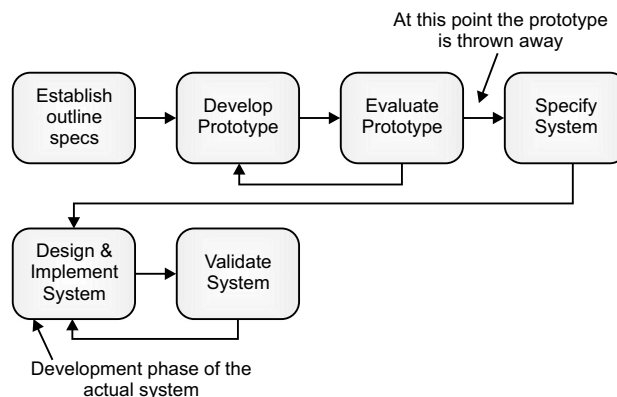 At this point the prototype
is thrown away
Establish
outline
specs
Develop
Prototype
Evaluate
Prototype
Specify
System
Design &
Implement
System
Validate
System
Development phase of the
actual system